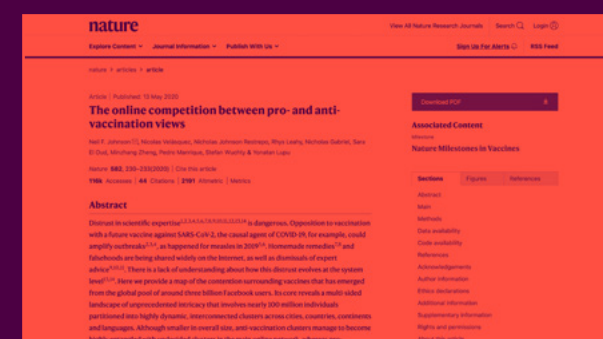 nature
View All Nature Research Journals Search Login
Explore Content Journal Information Publish With Us
Sign Up For Alerts RSS Feed
nature > articles > article
Article | Published: 13 May 2020
The online competition between pro- and anti-
vaccination views
Neil F. Johnson, Nicolas Velásquez, Nicholas Johnson Restrepo, Rhys Leahy, Nicholas Gabriel, Sara
El Oud, Minzhang Zheng, Pedro Manrique, Stefan Wuchty & Yonatan Lupu
Nature 582, 230–233(2020) | Cite this article
116k Accesses | 44 Citations | 2191 Altmetric | Metrics
Abstract
Distrust in scientific expertise is dangerous. Opposition to vaccination
with a future vaccine against SARS-CoV-2, the causal agent of COVID-19, for example, could
amplify outbreaks, as happened for measles in 2019. Homemade remedies and
falsehoods are being shared widely on the Internet, as well as dismissals of expert
advice. There is a lack of understanding about how this distrust evolves at the system
level. Here we provide a map of the contention surrounding vaccines that has emerged
from the global pool of around three billion Facebook users. Its core reveals a multi-sided
landscape of unprecedented intricacy that involves nearly 100 million individuals
partitioned into highly dynamic, interconnected clusters across cities, countries, continents
and languages. Although smaller in overall size, anti-vaccination clusters manage to become
Download PDF
Associated Content
Nature Milestones in Vaccines
Sections Figures References
Abstract
Main
Methods
Data availability
Code availability
References
Acknowledgements
Author information
Ethics declarations
Additional information
Supplementary information
Rights and permissions